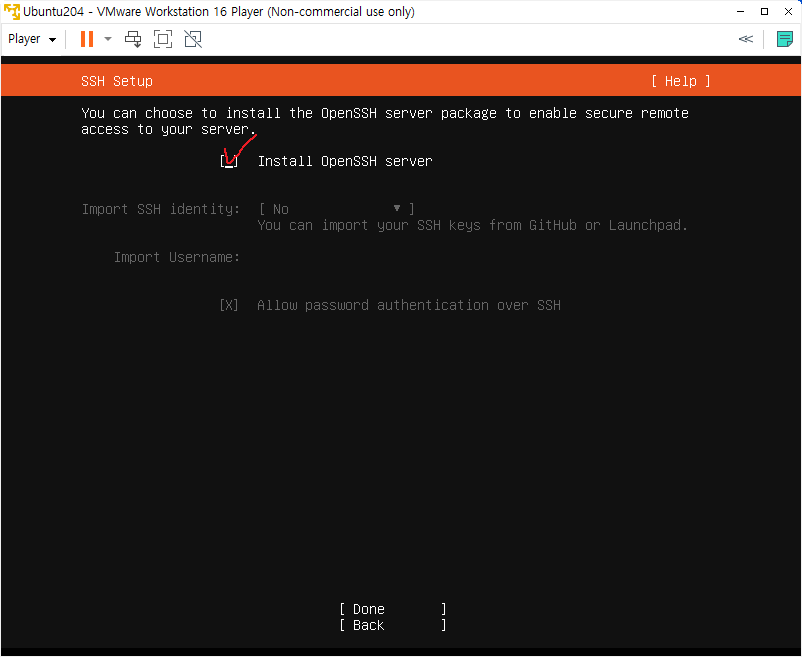 Ubuntu204 - VMware Workstation 16 Player (Non-commercial use only)
Player
SSH Setup [ Help ]
You can choose to install the OpenSSH server package to enable secure remote
access to your server.
[ ] Install OpenSSH server
Import SSH identity: [ No ▼ ]
You can import your SSH keys from GitHub or Launchpad.
Import Username:
[X] Allow password authentication over SSH
[ Done ]
[ Back ]